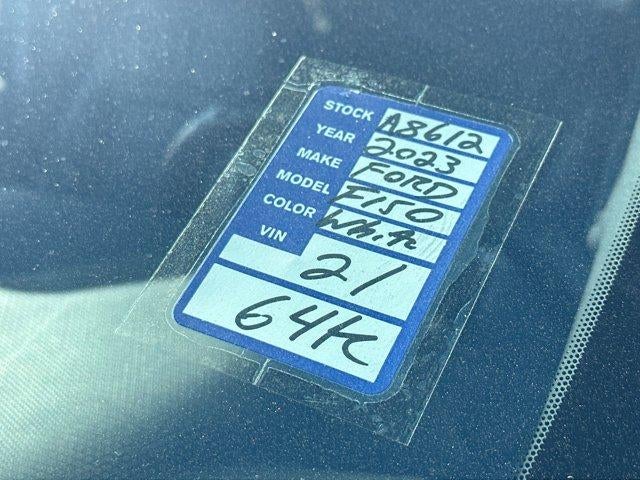 STOCK A8612
YEAR 2023
MAKE FORD
MODEL F150
COLOR White
VIN
21
64K